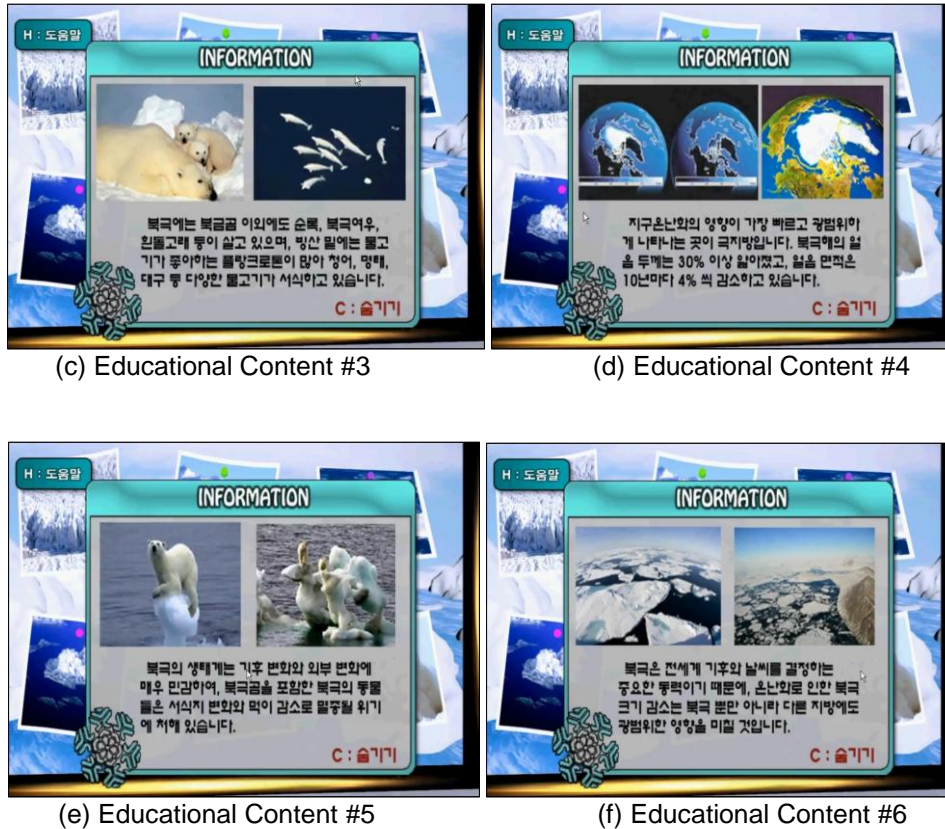 H : 도움말
INFORMATION
북극에는 북금곰 이외에도 순록, 북극여우,
흰돌고래 등이 살고 있으며, 빙산 밑에는 물고
기가 좋아하는 플랑크로톤이 많아 청어, 명태,
대구 등 다양한 물고기가 서식하고 있습니다.
C : 숨기기
(c) Educational Content #3
H : 도움말
INFORMATION
지구온난화의 영향이 가장 빠르고 광범위하
게 나타나는 곳이 극지방입니다. 북극해의 얼
음 두께는 30% 이상 얇아졌고, 얼음 면적은
10년마다 4% 씩 감소하고 있습니다.
C : 숨기기
(d) Educational Content #4
H : 도움말
INFORMATION
북극의 생태계는 기후 변화와 외부 변화에
매우 민감하여, 북극곰을 포함한 북극의 동물
들은 서식지 변화와 먹이 감소로 멸종될 위기
에 처해 있습니다.
C : 숨기기
(e) Educational Content #5
H : 도움말
INFORMATION
북극은 전세계 기후와 날씨를 결정하는
중요한 동력이기 때문에, 온난화로 인한 북극
크기 감소는 북극 뿐만 아니라 다른 지방에도
광범위한 영향을 미칠 것입니다.
C : 숨기기
(f) Educational Content #6